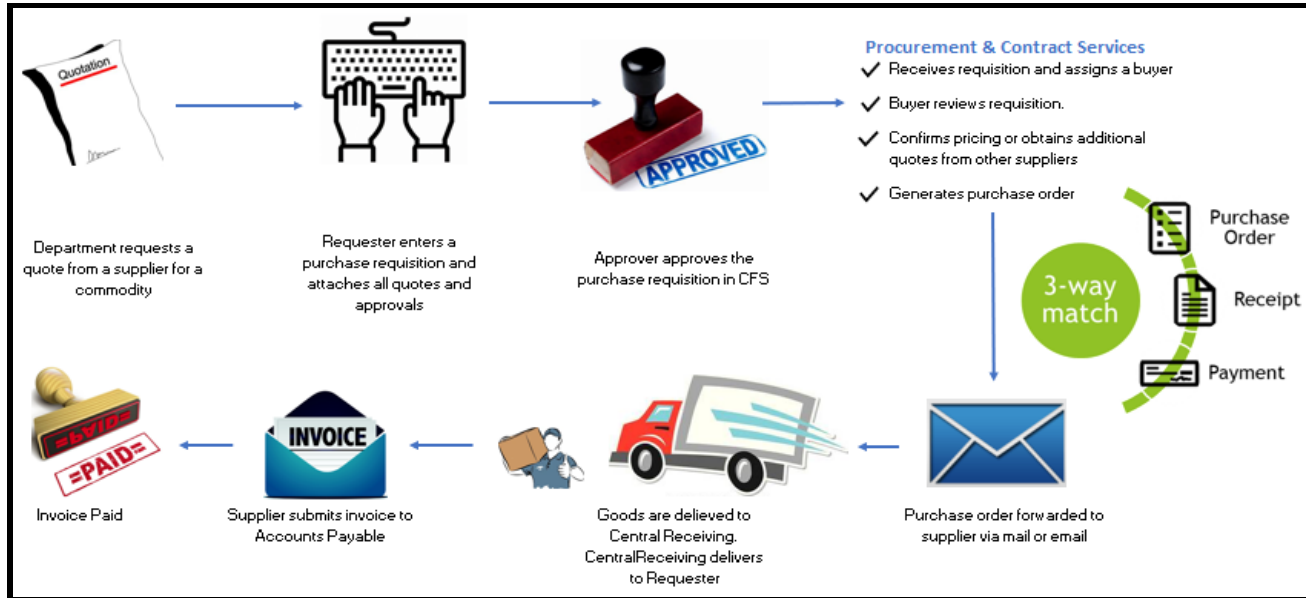 Quotation
APPROVED
Procurement & Contract Services
Receives requisition and assigns a buyer
Buyer reviews requisition.
Confirms pricing or obtains additional
quotes from other suppliers
Generates purchase order
Department requests a
quote from a supplier for a
commodity
Requester enters a
purchase requisition and
attaches all quotes and
approvals
Approver approves the
purchase requisition in CFS
3-way
match
Purchase
Order
Receipt
Payment
=PAID=
=PAID=
Invoice Paid
INVOICE
Supplier submits invoice to
Accounts Payable
Goods are delieved to
Central Receiving.
CentralReceiving delivers
to Requester
Purchase order forwarded to
supplier via mail or email